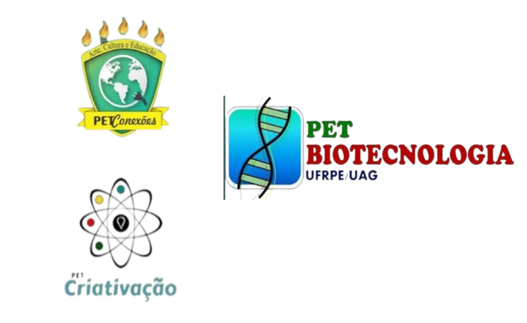 Arte, Cultura e Educação
PETConexões
PET
BIOTECNOLOGIA
UFRPE/UAG
PET
Criativação